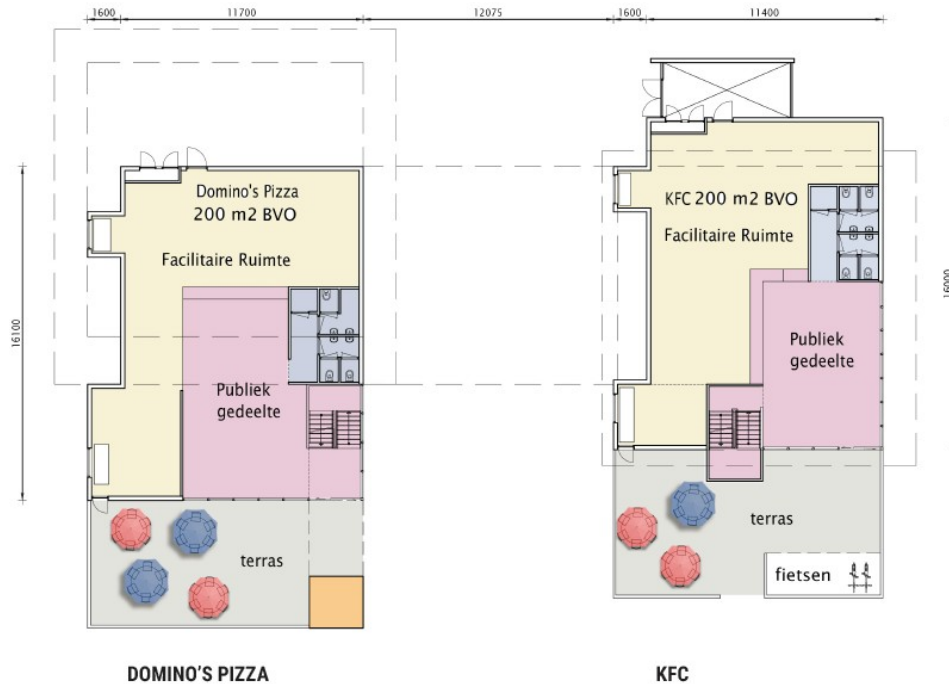 1600 11700 12075 1600 11400
Domino's Pizza
200 m2 BVO
Facilitaire Ruimte
KFC 200 m2 BVO
Facilitaire Ruimte
16100
16000
Publiek
gedeelte
Publiek
gedeelte
terras
terras
fietsen
DOMINO'S PIZZA
KFC